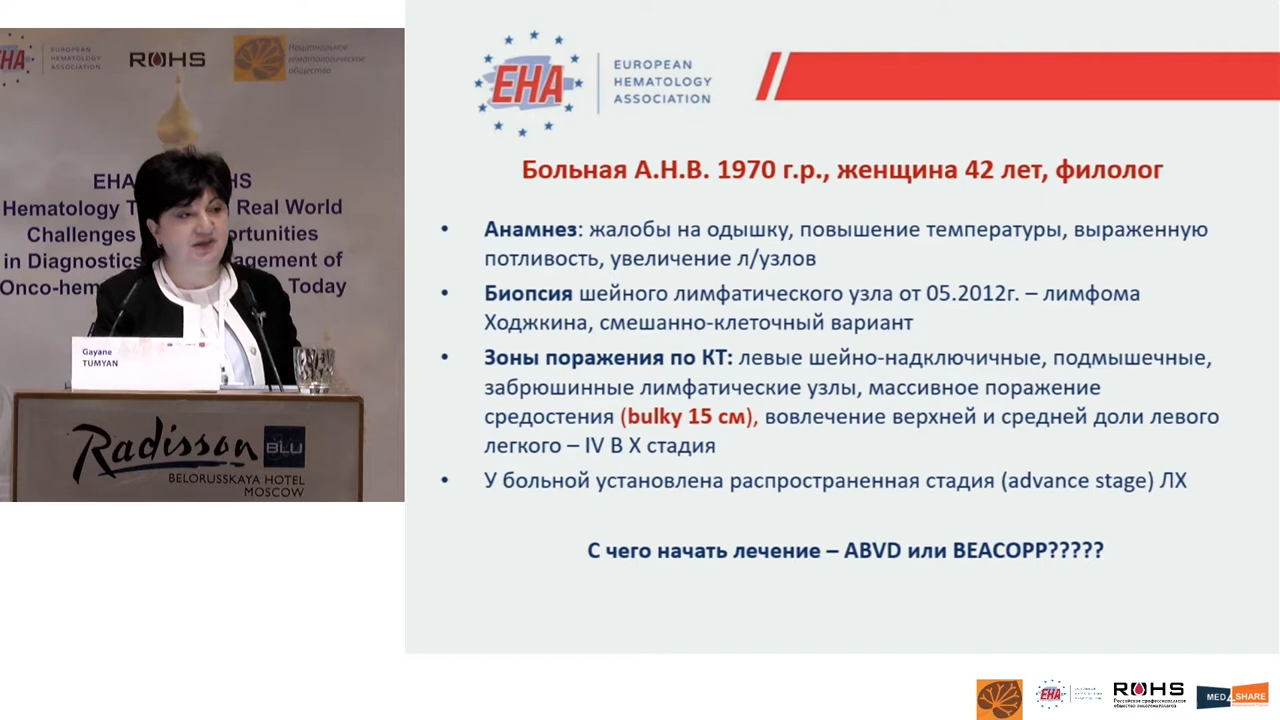 EHA
EUROPEAN
HEMATOLOGY
ASSOCIATION
ROHS
Национальное
гематологическое
общество
EHA HS
Hematology T Real World
Challenges ortunities
in Diagnostics agement of
Onco-hem Today
Gayane
TUMYAN
Radisson
BLU
BELORUSSKAYA HOTEL
MOSCOW
EHA
EUROPEAN
HEMATOLOGY
ASSOCIATION
Больная А.Н.В. 1970 г.р., женщина 42 лет, филолог
• Анамнез: жалобы на одышку, повышение температуры, выраженную
потливость, увеличение л/узлов
• Биопсия шейного лимфатического узла от 05.2012г. – лимфома
Ходжкина, смешанно-клеточный вариант
• Зоны поражения по КТ: левые шейно-надключичные, подмышечные,
забрюшинные лимфатические узлы, массивное поражение
средостения (bulky 15 см), вовлечение верхней и средней доли левого
легкого – IV B X стадия
• У больной установлена распространенная стадия (advance stage) ЛХ
С чего начать лечение – ABVD или BEACOPP?????
EHA
ROHS
Российское профессиональное
общество онкогематологов
MED SHARE